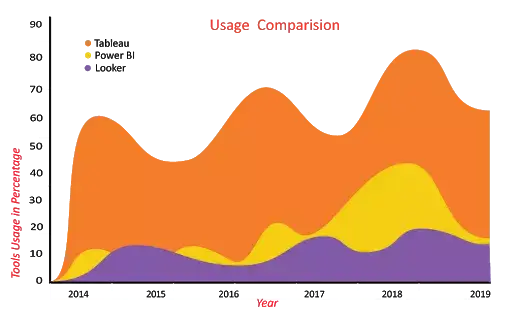 Usage Comparision
Tableau
Power BI
Looker
90
80
70
60
50
40
30
20
10
0
Tools Usage in Percentage
2014 2015 2016 2017 2018 2019
Year